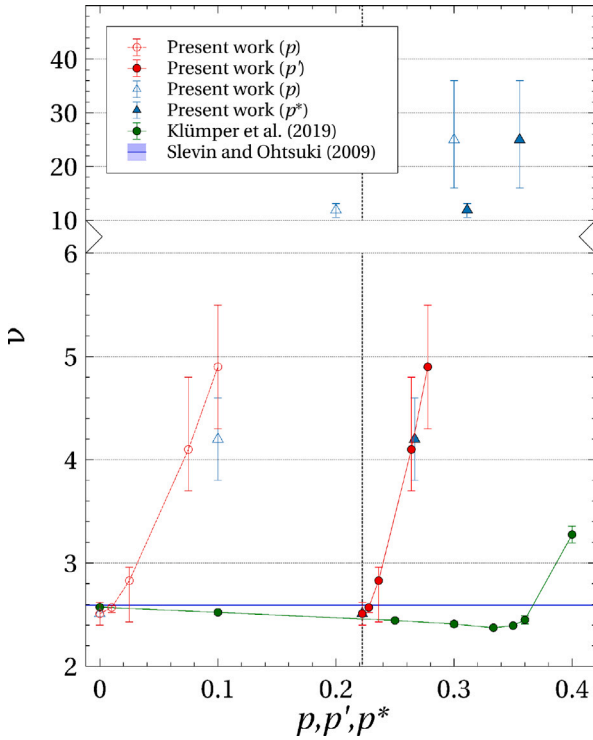 50
40
30
20
10
6
5
4
3
2
ν
Present work (p)
Present work (p′)
Present work (p)
Present work (p*)
Klümper et al. (2019)
Slevin and Ohtsuki (2009)
0
0.1
0.2
0.3
0.4
p,p′,p*